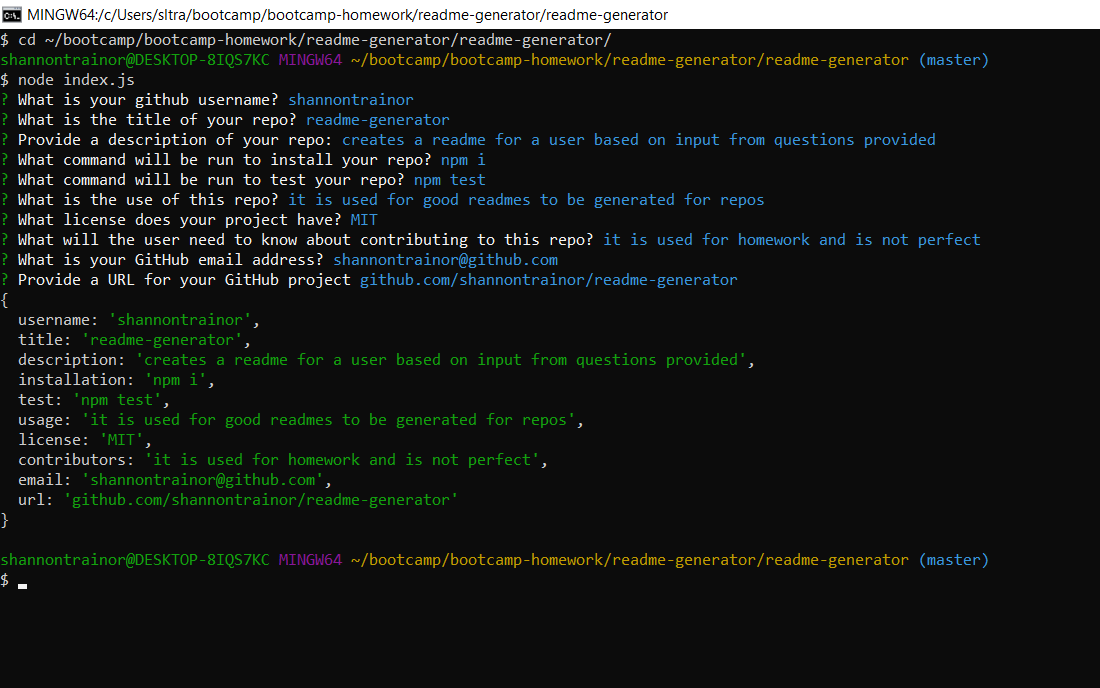 MINGW64:/c/Users/sltra/bootcamp/bootcamp-homework/readme-generator/readme-generator
$ cd ~/bootcamp/bootcamp-homework/readme-generator/readme-generator/
shannontrainor@DESKTOP-8IQS7KC MINGW64 ~/bootcamp/bootcamp-homework/readme-generator/readme-generator (master)
$ node index.js
? What is your github username? shannontrainor
? What is the title of your repo? readme-generator
? Provide a description of your repo: creates a readme for a user based on input from questions provided
? What command will be run to install your repo? npm i
? What command will be run to test your repo? npm test
? What is the use of this repo? it is used for good readmes to be generated for repos
? What license does your project have? MIT
? What will the user need to know about contributing to this repo? it is used for homework and is not perfect
? What is your GitHub email address? shannontrainor@github.com
? Provide a URL for your GitHub project github.com/shannontrainor/readme-generator
{
  username: 'shannontrainor',
  title: 'readme-generator',
  description: 'creates a readme for a user based on input from questions provided',
  installation: 'npm i',
  test: 'npm test',
  usage: 'it is used for good readmes to be generated for repos',
  license: 'MIT',
  contributors: 'it is used for homework and is not perfect',
  email: 'shannontrainor@github.com',
  url: 'github.com/shannontrainor/readme-generator'
}
shannontrainor@DESKTOP-8IQS7KC MINGW64 ~/bootcamp/bootcamp-homework/readme-generator/readme-generator (master)
$